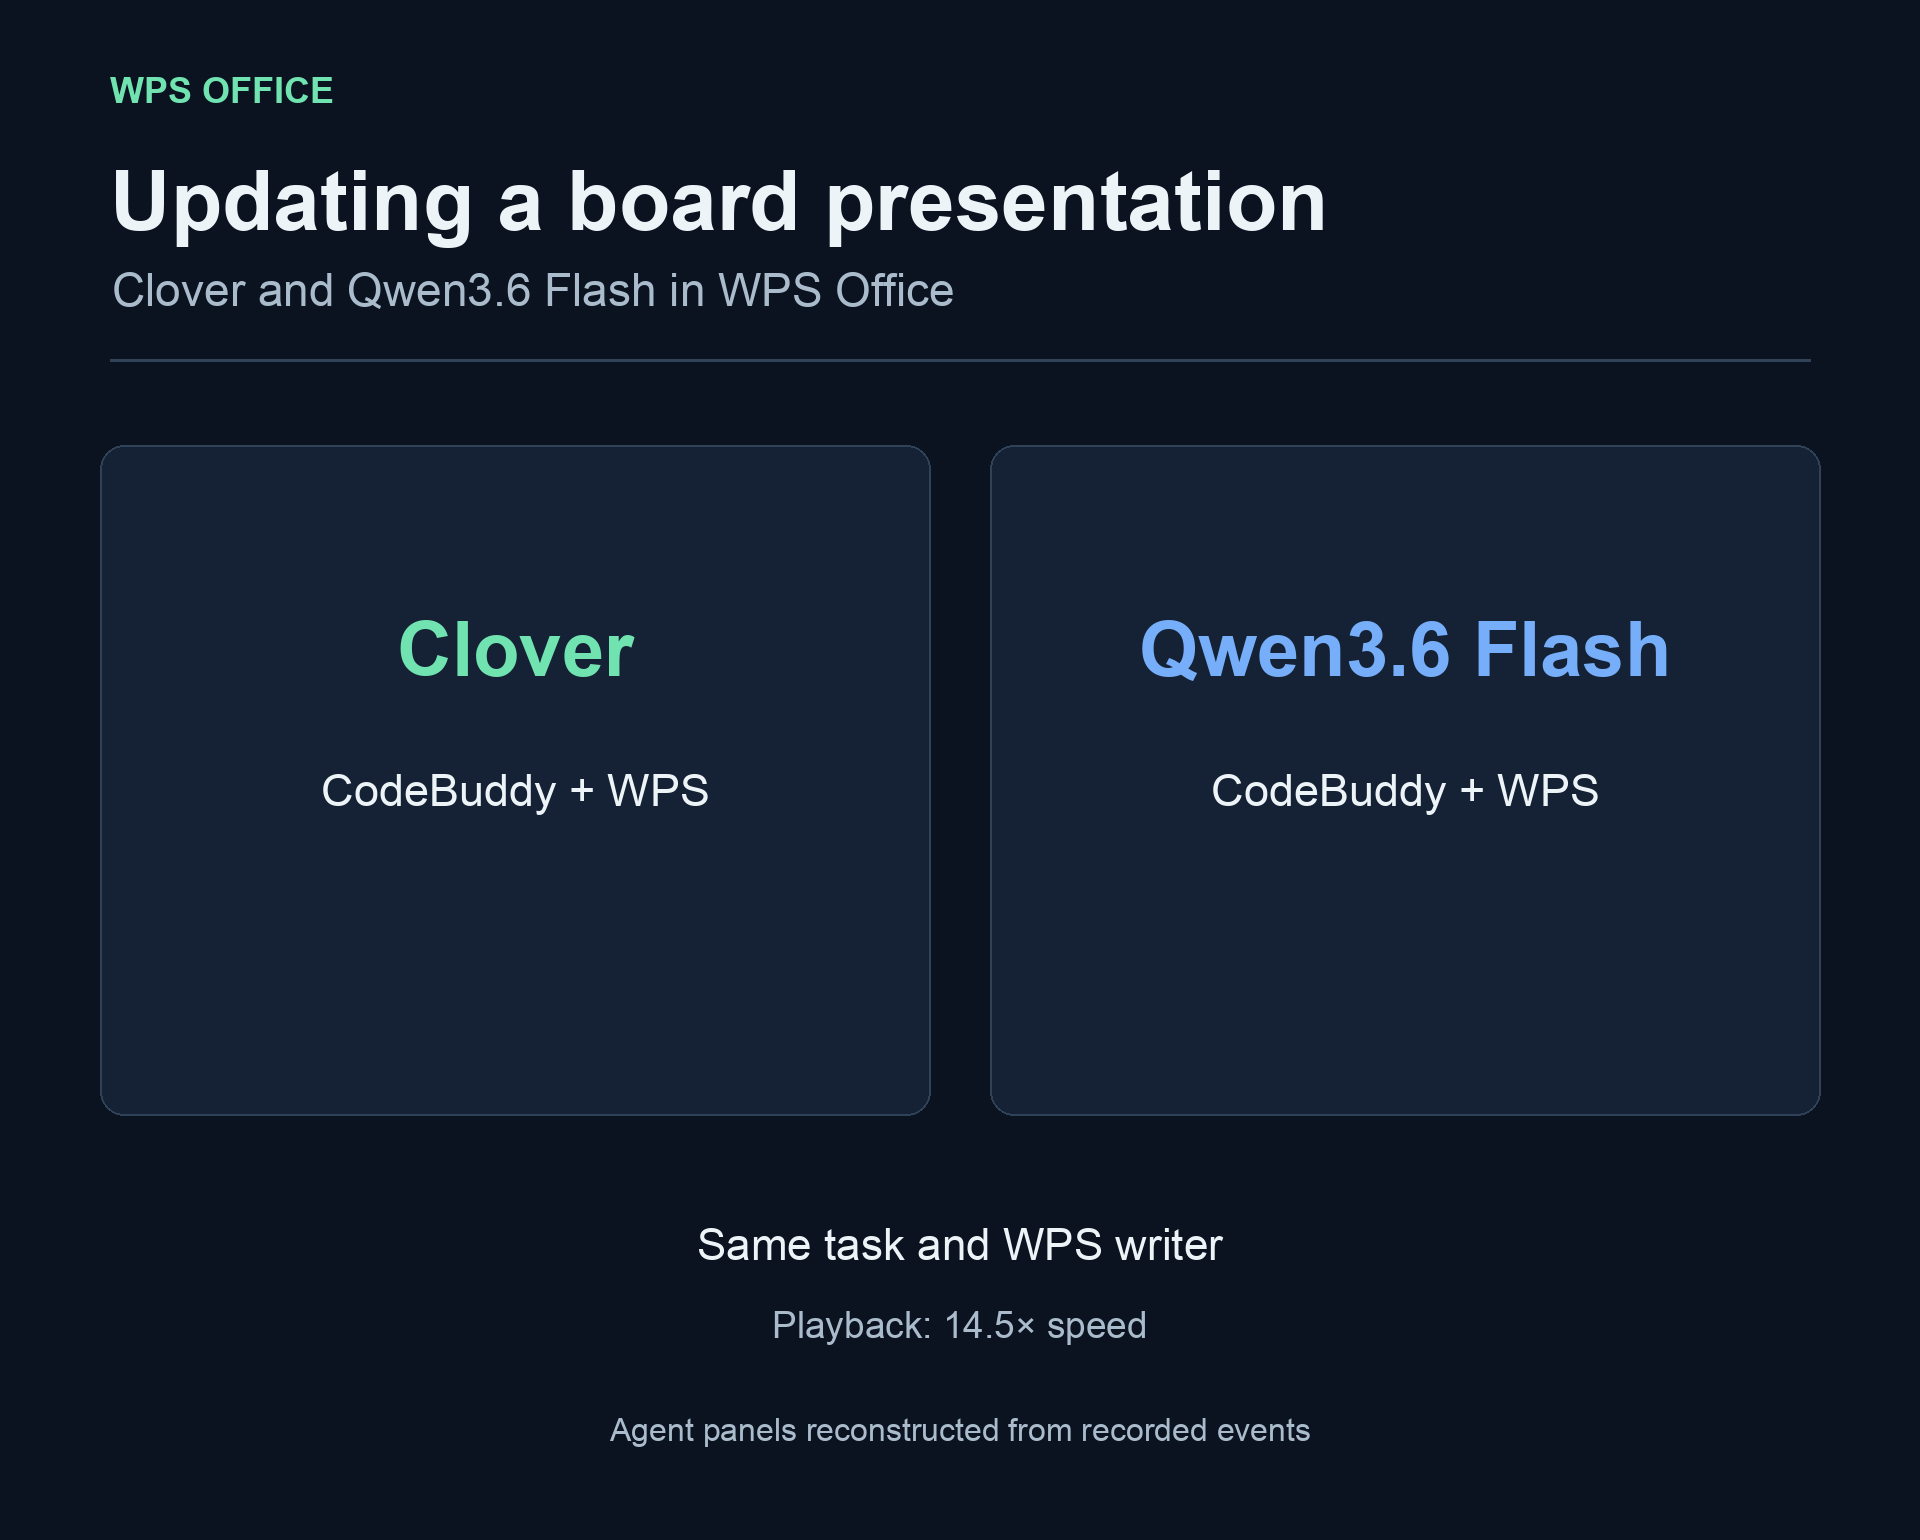 WPS OFFICE
Updating a board presentation
Clover and Qwen3.6 Flash in WPS Office
Clover
CodeBuddy + WPS
Qwen3.6 Flash
CodeBuddy + WPS
Same task and WPS writer
Playback: 14.5× speed
Agent panels reconstructed from recorded events